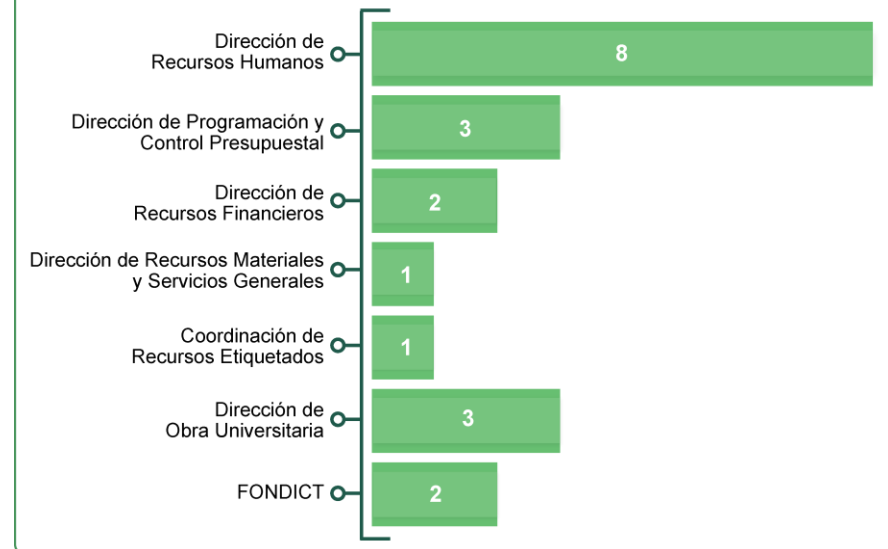 Dirección de
Recursos Humanos
8
Dirección de Programación y
Control Presupuestal
3
Dirección de
Recursos Financieros
2
Dirección de Recursos Materiales
y Servicios Generales
1
Coordinación de
Recursos Etiquetados
1
Dirección de
Obra Universitaria
3
FONDICT
2